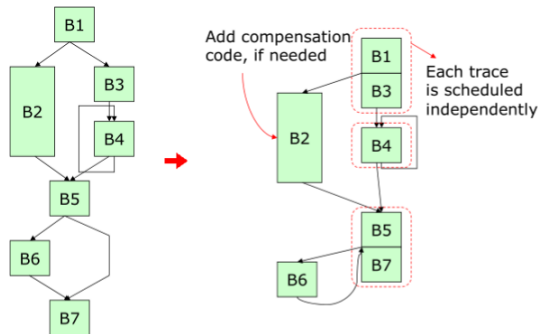 B1
B2
B3
B4
B5
B6
B7
Add compensation
code, if needed
B1
B3
Each trace
is scheduled
independently
B2
B4
B5
B7
B6